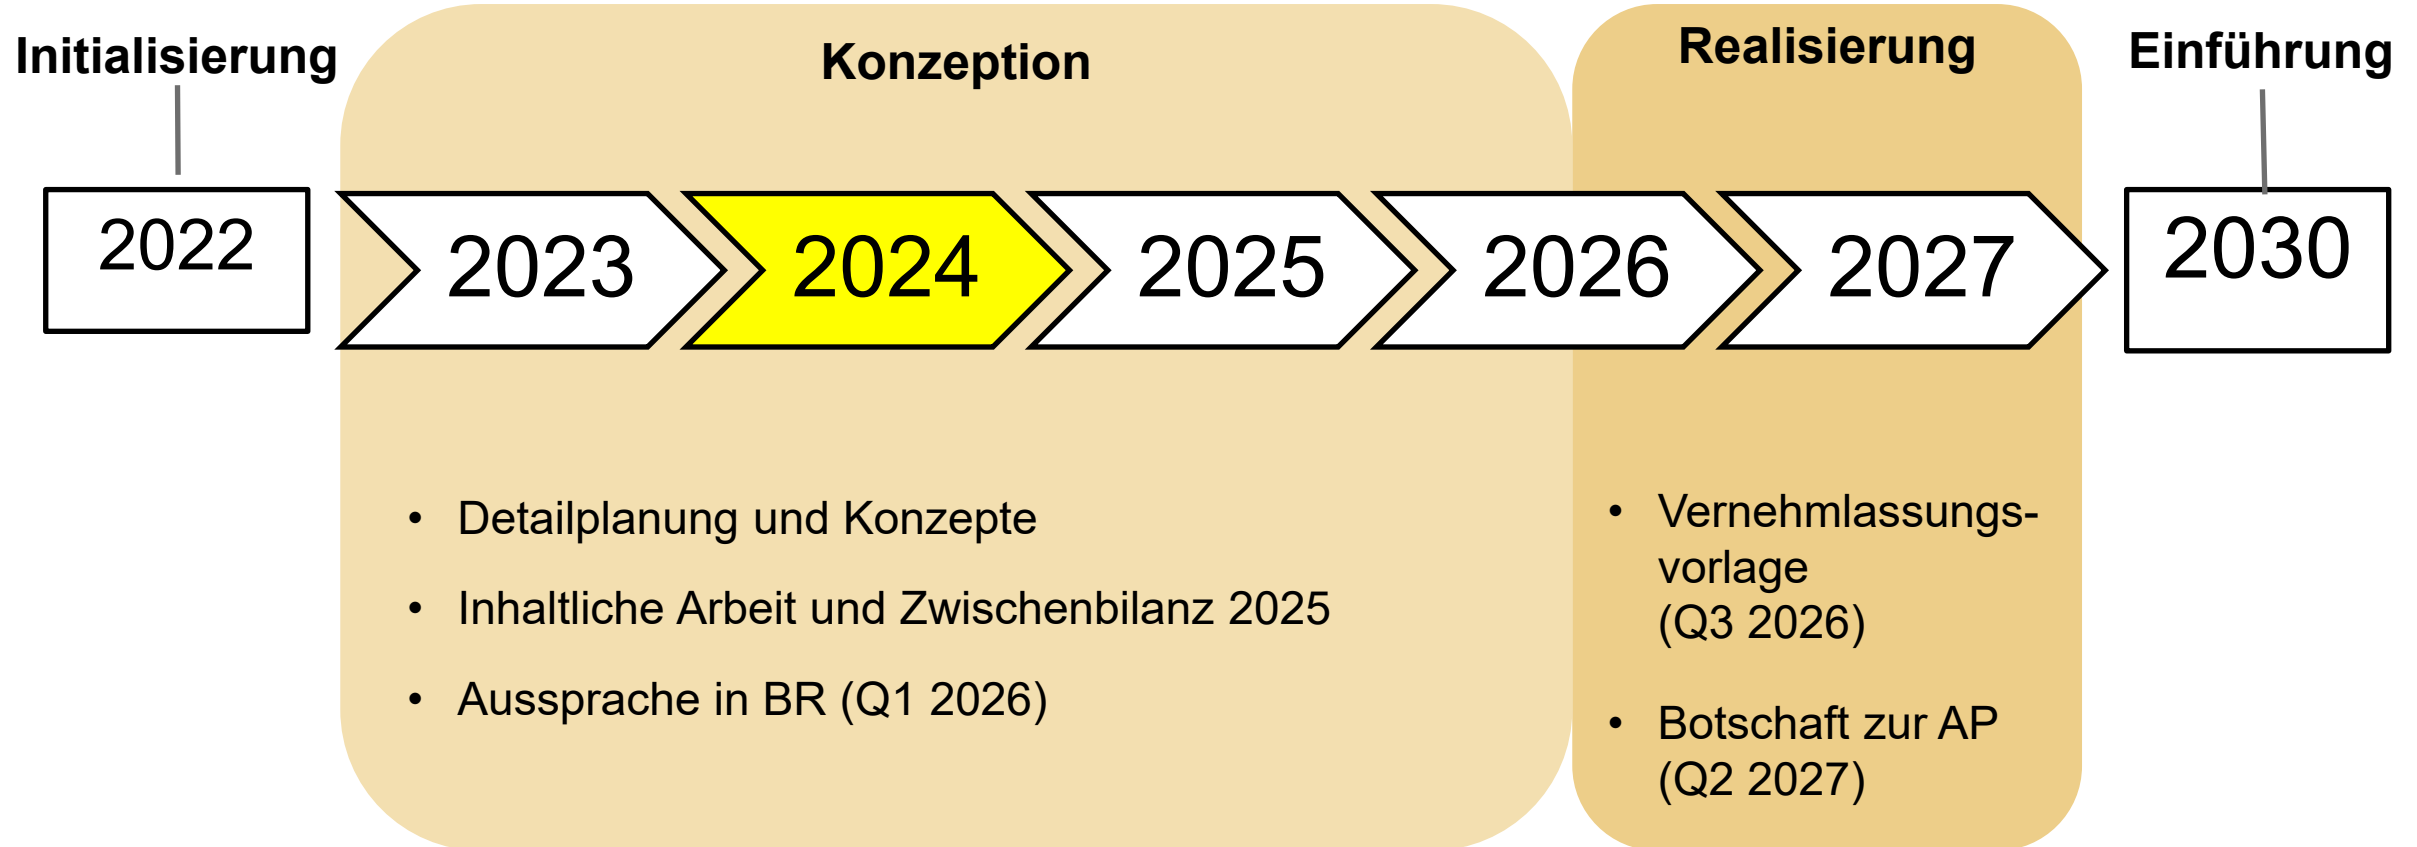 Initialisierung
Konzeption
Realisierung
Einführung
2022
2023
2024
2025
2026
2027
2030
• Detailplanung und Konzepte
• Inhaltliche Arbeit und Zwischenbilanz 2025
• Aussprache in BR (Q1 2026)
• Vernehmlassungs-
vorlage
(Q3 2026)
• Botschaft zur AP
(Q2 2027)